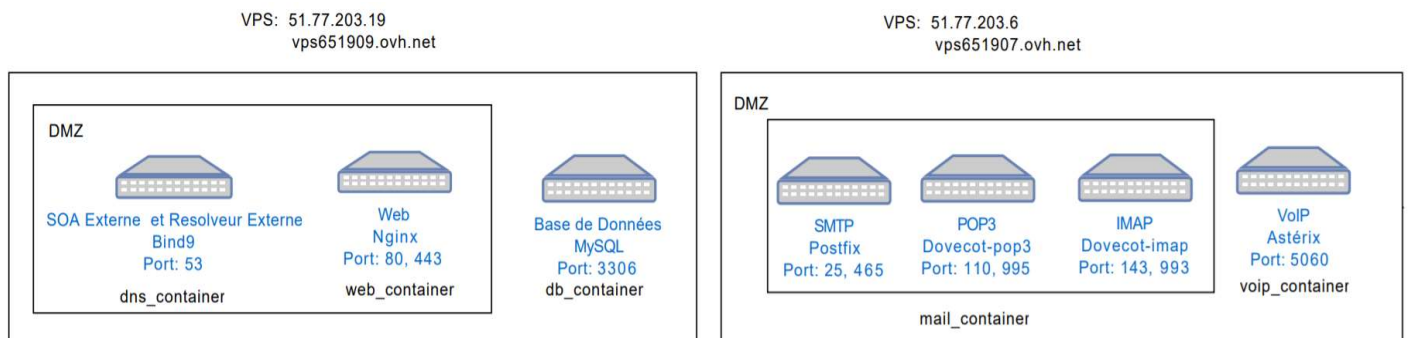 VPS: 51.77.203.19
vps651909.ovh.net
DMZ
SOA Externe et Resolveur Externe
Bind9
Port: 53
dns_container
Web
Nginx
Port: 80, 443
web_container
Base de Données
MySQL
Port: 3306
db_container
VPS: 51.77.203.6
vps651907.ovh.net
DMZ
SMTP
Postfix
Port: 25, 465
POP3
Dovecot-pop3
Port: 110, 995
IMAP
Dovecot-imap
Port: 143, 993
mail_container
VoIP
Astérix
Port: 5060
voip_container